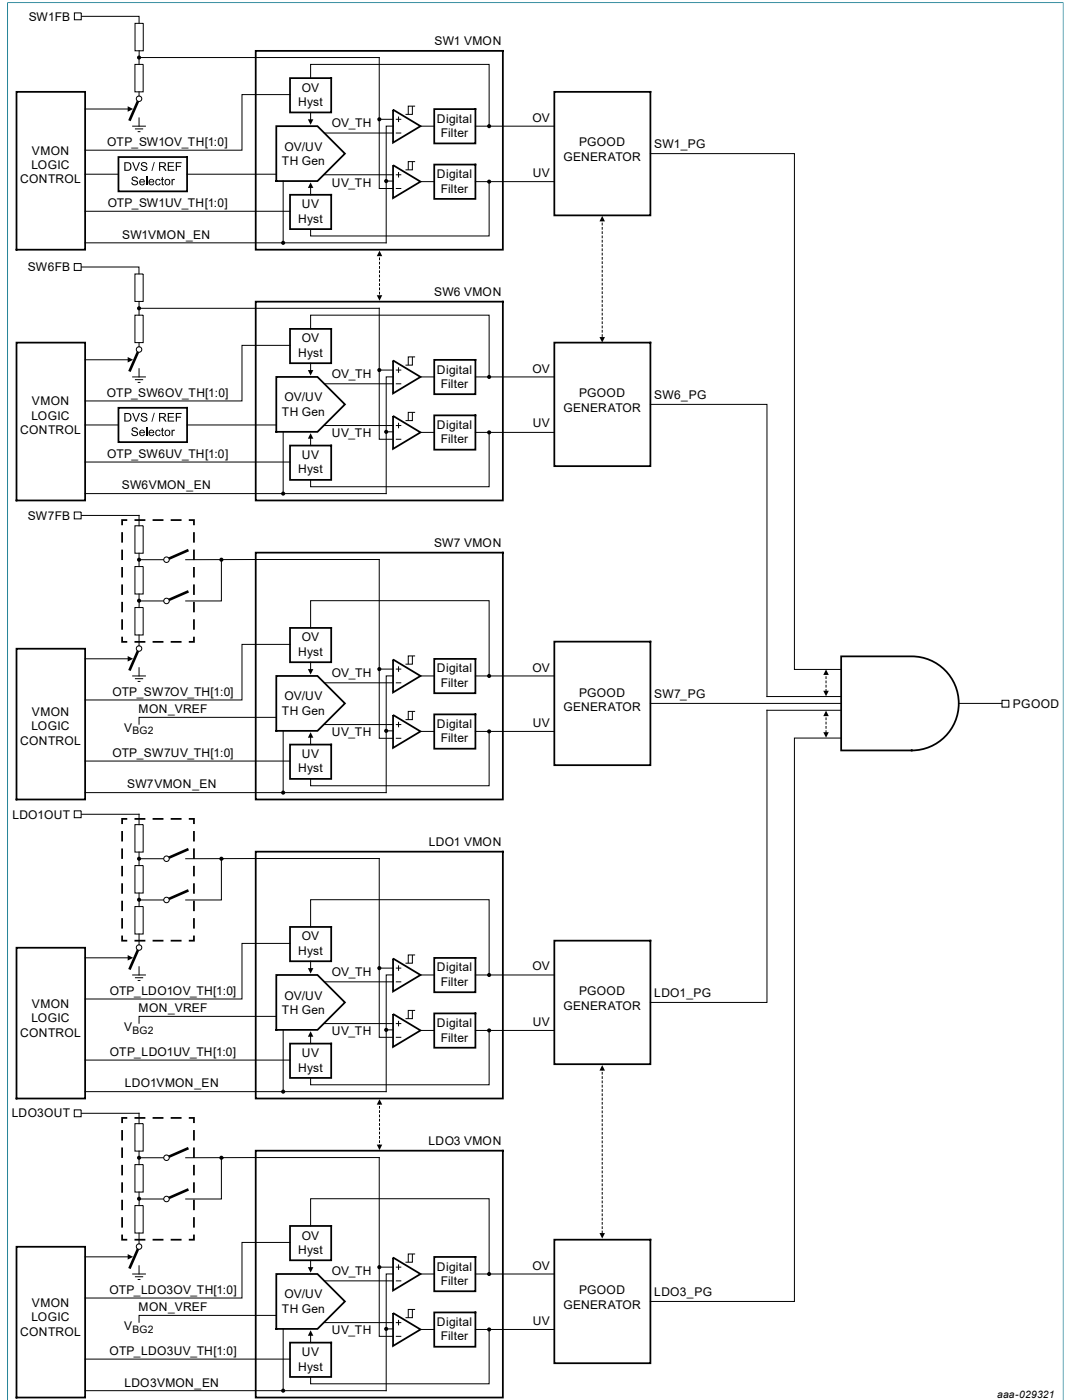 SW1FB
SW1 VMON
VMON
LOGIC
CONTROL
OTP_SW1OV_TH[1:0]
DVS / REF
Selector
OTP_SW1UV_TH[1:0]
SW1VMON_EN
OV
Hyst
OV/UV
TH Gen
UV
Hyst
OV_TH
UV_TH
+
−
+
−
Digital
Filter
Digital
Filter
OV
UV
PGOOD
GENERATOR
SW1_PG
SW6FB
SW6 VMON
VMON
LOGIC
CONTROL
OTP_SW6OV_TH[1:0]
DVS / REF
Selector
OTP_SW6UV_TH[1:0]
SW6VMON_EN
OV
Hyst
OV/UV
TH Gen
UV
Hyst
OV_TH
UV_TH
+
−
+
−
Digital
Filter
Digital
Filter
OV
UV
PGOOD
GENERATOR
SW6_PG
SW7FB
SW7 VMON
VMON
LOGIC
CONTROL
OTP_SW7OV_TH[1:0]
MON_VREF
VBG2
OTP_SW7UV_TH[1:0]
SW7VMON_EN
OV
Hyst
OV/UV
TH Gen
UV
Hyst
OV_TH
UV_TH
+
−
+
−
Digital
Filter
Digital
Filter
OV
UV
PGOOD
GENERATOR
SW7_PG
PGOOD
LDO1OUT
LDO1 VMON
VMON
LOGIC
CONTROL
OTP_LDO1OV_TH[1:0]
MON_VREF
VBG2
OTP_LDO1UV_TH[1:0]
LDO1VMON_EN
OV
Hyst
OV/UV
TH Gen
UV
Hyst
OV_TH
UV_TH
+
−
+
−
Digital
Filter
Digital
Filter
OV
UV
PGOOD
GENERATOR
LDO1_PG
LDO3OUT
LDO3 VMON
VMON
LOGIC
CONTROL
OTP_LDO3OV_TH[1:0]
MON_VREF
VBG2
OTP_LDO3UV_TH[1:0]
LDO3VMON_EN
OV
Hyst
OV/UV
TH Gen
UV
Hyst
OV_TH
UV_TH
+
−
+
−
Digital
Filter
Digital
Filter
OV
UV
PGOOD
GENERATOR
LDO3_PG
aaa-029321